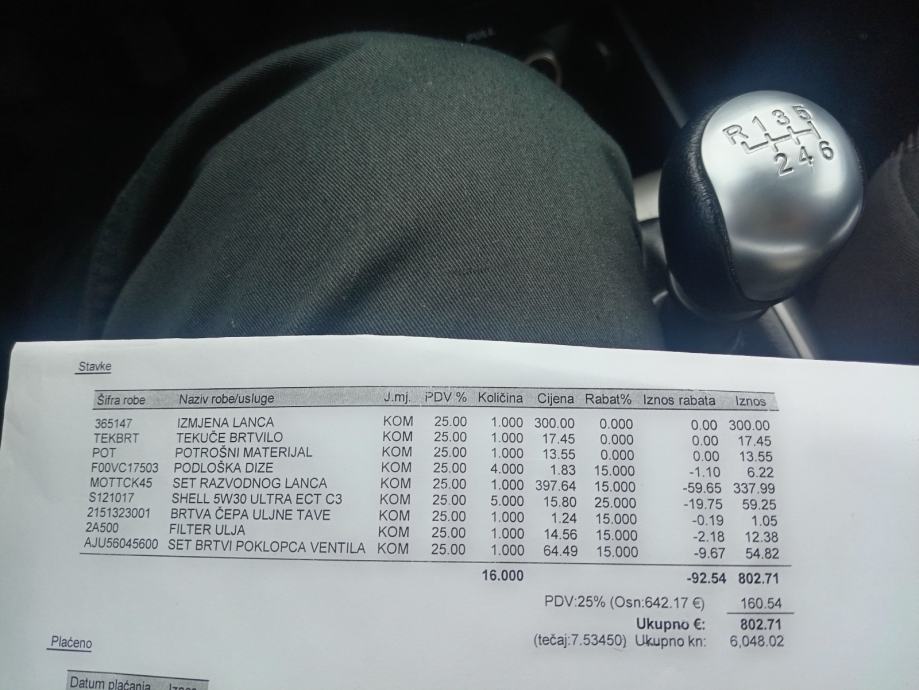 PULL
R 1 3 5
2 4 6
Stavke
Šifra robe Naziv robe/usluge J.mj. PDV % Količina Cijena Rabat% Iznos rabata Iznos
365147 IZMJENA LANCA KOM 25.00 1.000 300.00 0.000 0.00 300.00
TEKBRT TEKUČE BRTVILO KOM 25.00 1.000 17.45 0.000 0.00 17.45
POT POTROŠNI MATERIJAL KOM 25.00 1.000 13.55 0.000 0.00 13.55
F00VC17503 PODLOŠKA DIZE KOM 25.00 4.000 1.83 15.000 -1.10 6.22
MOTTCK45 SET RAZVODNOG LANCA KOM 25.00 1.000 397.64 15.000 -59.65 337.99
S121017 SHELL 5W30 ULTRA ECT C3 KOM 25.00 5.000 15.80 25.000 -19.75 59.25
2151323001 BRTVA ČEPA ULJNE TAVE KOM 25.00 1.000 1.24 15.000 -0.19 1.05
2A500 FILTER ULJA KOM 25.00 1.000 14.56 15.000 -2.18 12.38
AJU56045600 SET BRTVI POKLOPCA VENTILA KOM 25.00 1.000 64.49 15.000 -9.67 54.82
16.000 -92.54 802.71
PDV:25% (Osn:642.17 €) 160.54
Ukupno €: 802.71
(tečaj:7.53450) Ukupno kn: 6,048.02
Plaćeno
Datum plaćanja Iznos